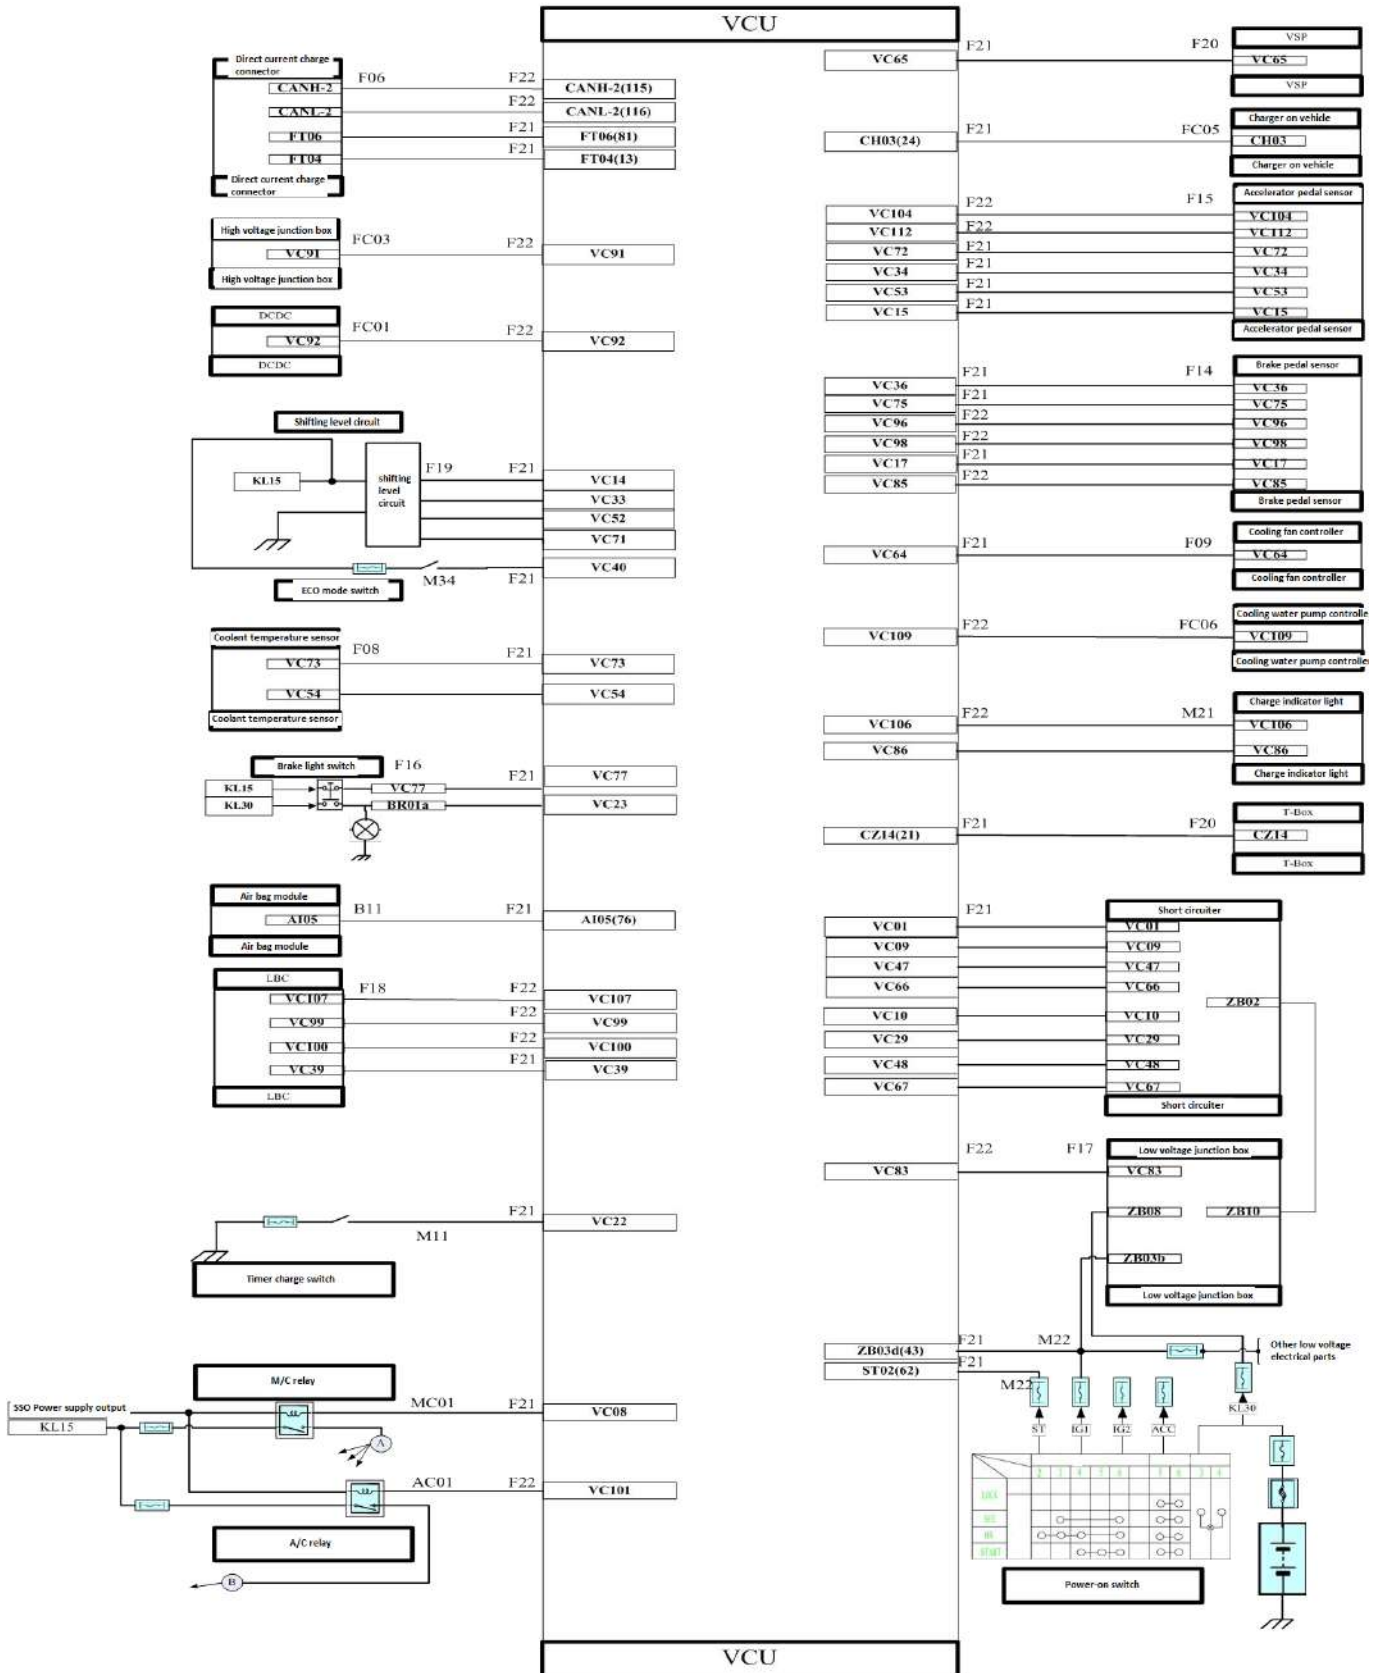 VCU
Direct current charge
connector
F06
F22
CANH-2
CANH-2(115)
F22
CANL-2
CANL-2(116)
F21
FT06
FT06(81)
F21
FT04
FT04(13)
Direct current charge
connector
High voltage junction box
FC03
F22
VC91
VC91
High voltage junction box
DCDC
FC01
F22
VC92
VC92
DCDC
Shifting level circuit
KL15
shifting
level
circuit
F19
F21
VC14
VC33
VC52
VC71
VC40
M34
F21
ECO mode switch
Coolant temperature sensor
F08
F21
VC73
VC73
VC54
VC54
Coolant temperature sensor
Brake light switch
F16
F21
KL15
VC77
VC77
KL30
BR01a
VC23
Air bag module
B11
F21
AI05
AI05(76)
Air bag module
LBC
F18
F22
VC107
VC107
F22
VC99
VC99
F22
VC100
VC100
F21
VC39
VC39
LBC
F21
VC22
M11
Timer charge switch
M/C relay
SSO Power supply output
KL15
MC01
F21
VC08
A
AC01
F22
VC101
A/C relay
B
F21
F20
VSP
VC65
VC65
VSP
F21
FC05
Charger on vehicle
CH03(24)
CH03
Charger on vehicle
F22
F15
Accelerator pedal sensor
VC104
VC104
F22
VC112
VC112
F21
VC72
VC72
F21
VC34
VC34
F21
VC53
VC53
F21
VC15
VC15
Accelerator pedal sensor
F21
F14
Brake pedal sensor
VC36
VC36
F21
VC75
VC75
F22
VC96
VC96
F22
VC98
VC98
F21
VC17
VC17
F22
VC85
VC85
Brake pedal sensor
F21
F09
Cooling fan controller
VC64
VC64
Cooling fan controller
F22
FC06
Cooling water pump controlle
VC109
VC109
Cooling water pump controlle
F22
M21
Charge indicator light
VC106
VC106
VC86
VC86
Charge indicator light
F21
F20
T-Box
CZ14(21)
CZ14
T-Box
F21
Short circuiter
VC01
VC01
VC09
VC09
VC47
VC47
VC66
VC66
ZB02
VC10
VC10
VC29
VC29
VC48
VC48
VC67
VC67
Short circuiter
F22
F17
Low voltage junction box
VC83
VC83
ZB08
ZB10
ZB03b
Low voltage junction box
F21
M22
ZB03d(43)
Other low voltage
electrical parts
F21
ST02(62)
M22
ST
IG1
IG2
ACC
KL30
LOCK
START
Power-on switch
VCU